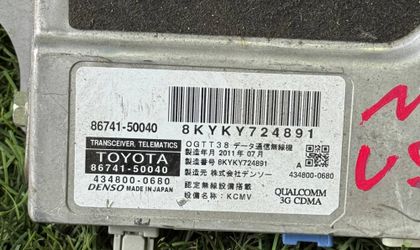 86741-50040
8KYKY724891
TRANSCEIVER, TELEMATICS
TOYOTA
86741-50040
434800-0680
DENSO MADE IN JAPAN
OGTT38 データ通信無線機
製造年月 2011年07月
製造番号 8KYKY724891 A
製造元 株式会社デンソー 434800-0680
認定無線設備搭載
設備名称: KCMV
QUALCOMM
3G CDMA
US